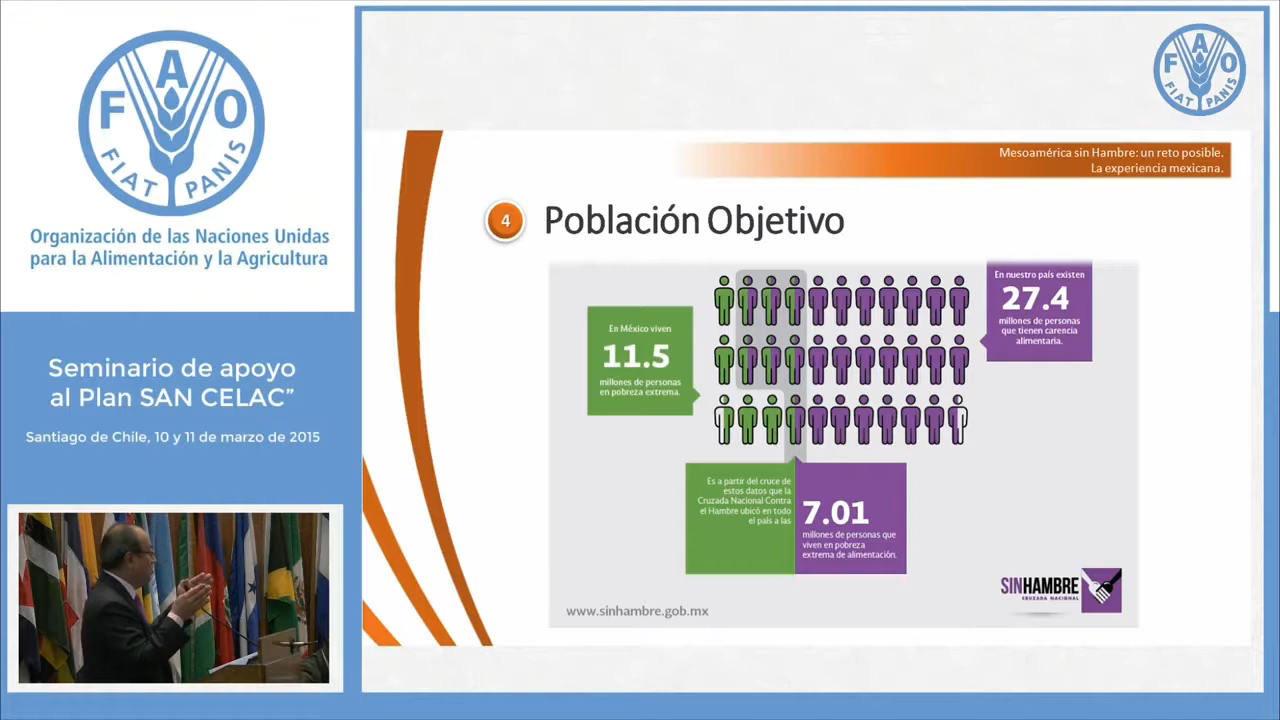 FAO
FIAT PANIS
Organización de las Naciones Unidas
para la Alimentación y la Agricultura
Seminario de apoyo
al Plan SAN CELAC”
Santiago de Chile, 10 y 11 de marzo de 2015
FAO
FIAT PANIS
Mesoamérica sin Hambre: un reto posible.
La experiencia mexicana.
4
Población Objetivo
En México viven
11.5
millones de personas
en pobreza extrema.
En nuestro país existen
27.4
millones de personas
que tienen carencia
alimentaria.
Es a partir del cruce de
estos datos que la
Cruzada Nacional Contra
el Hambre ubicó en todo
el país a las
7.01
millones de personas que
viven en pobreza
extrema de alimentación.
www.sinhambre.gob.mx
SINHAMBRE
CRUZADA NACIONAL